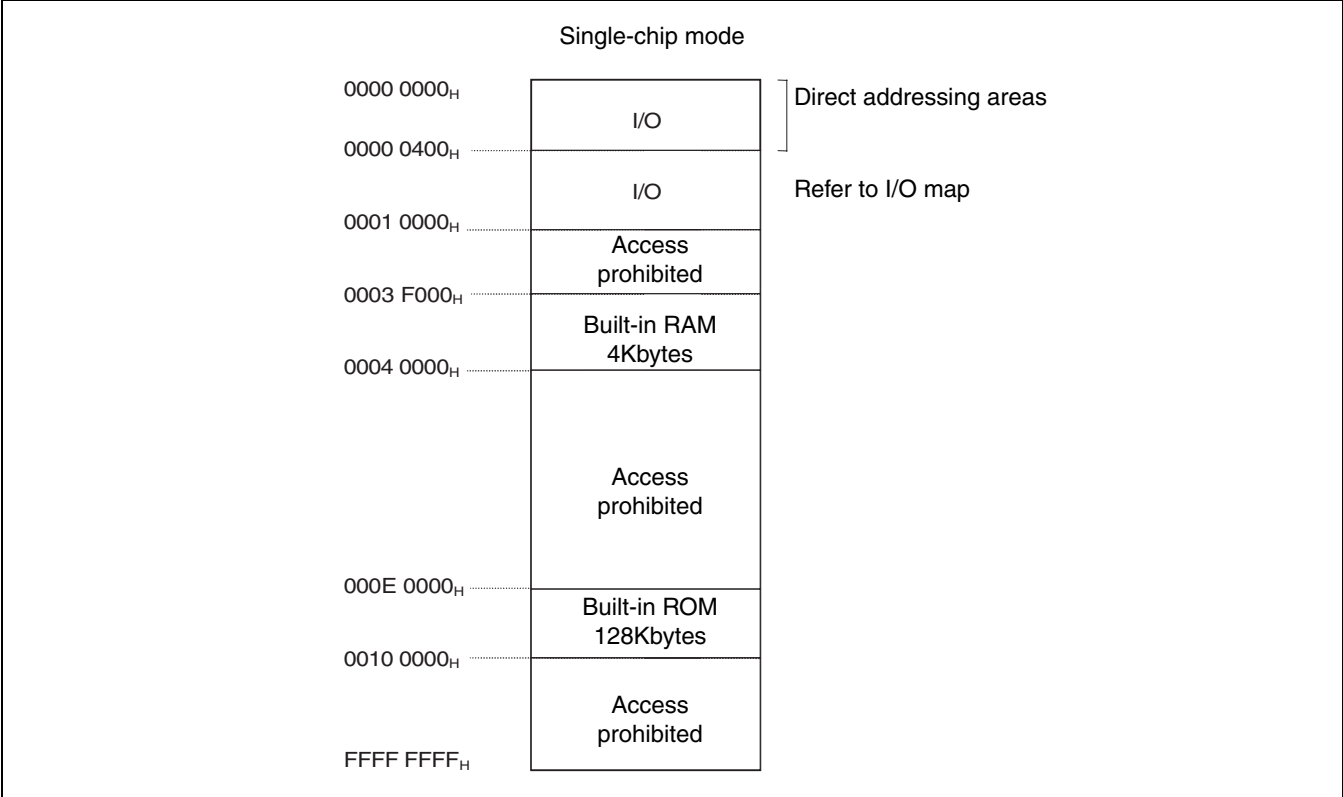 Single-chip mode
0000 0000H
I/O
Direct addressing areas
0000 0400H
I/O
Refer to I/O map
0001 0000H
Access
prohibited
0003 F000H
Built-in RAM
4Kbytes
0004 0000H
Access
prohibited
000E 0000H
Built-in ROM
128Kbytes
0010 0000H
Access
prohibited
FFFF FFFFH